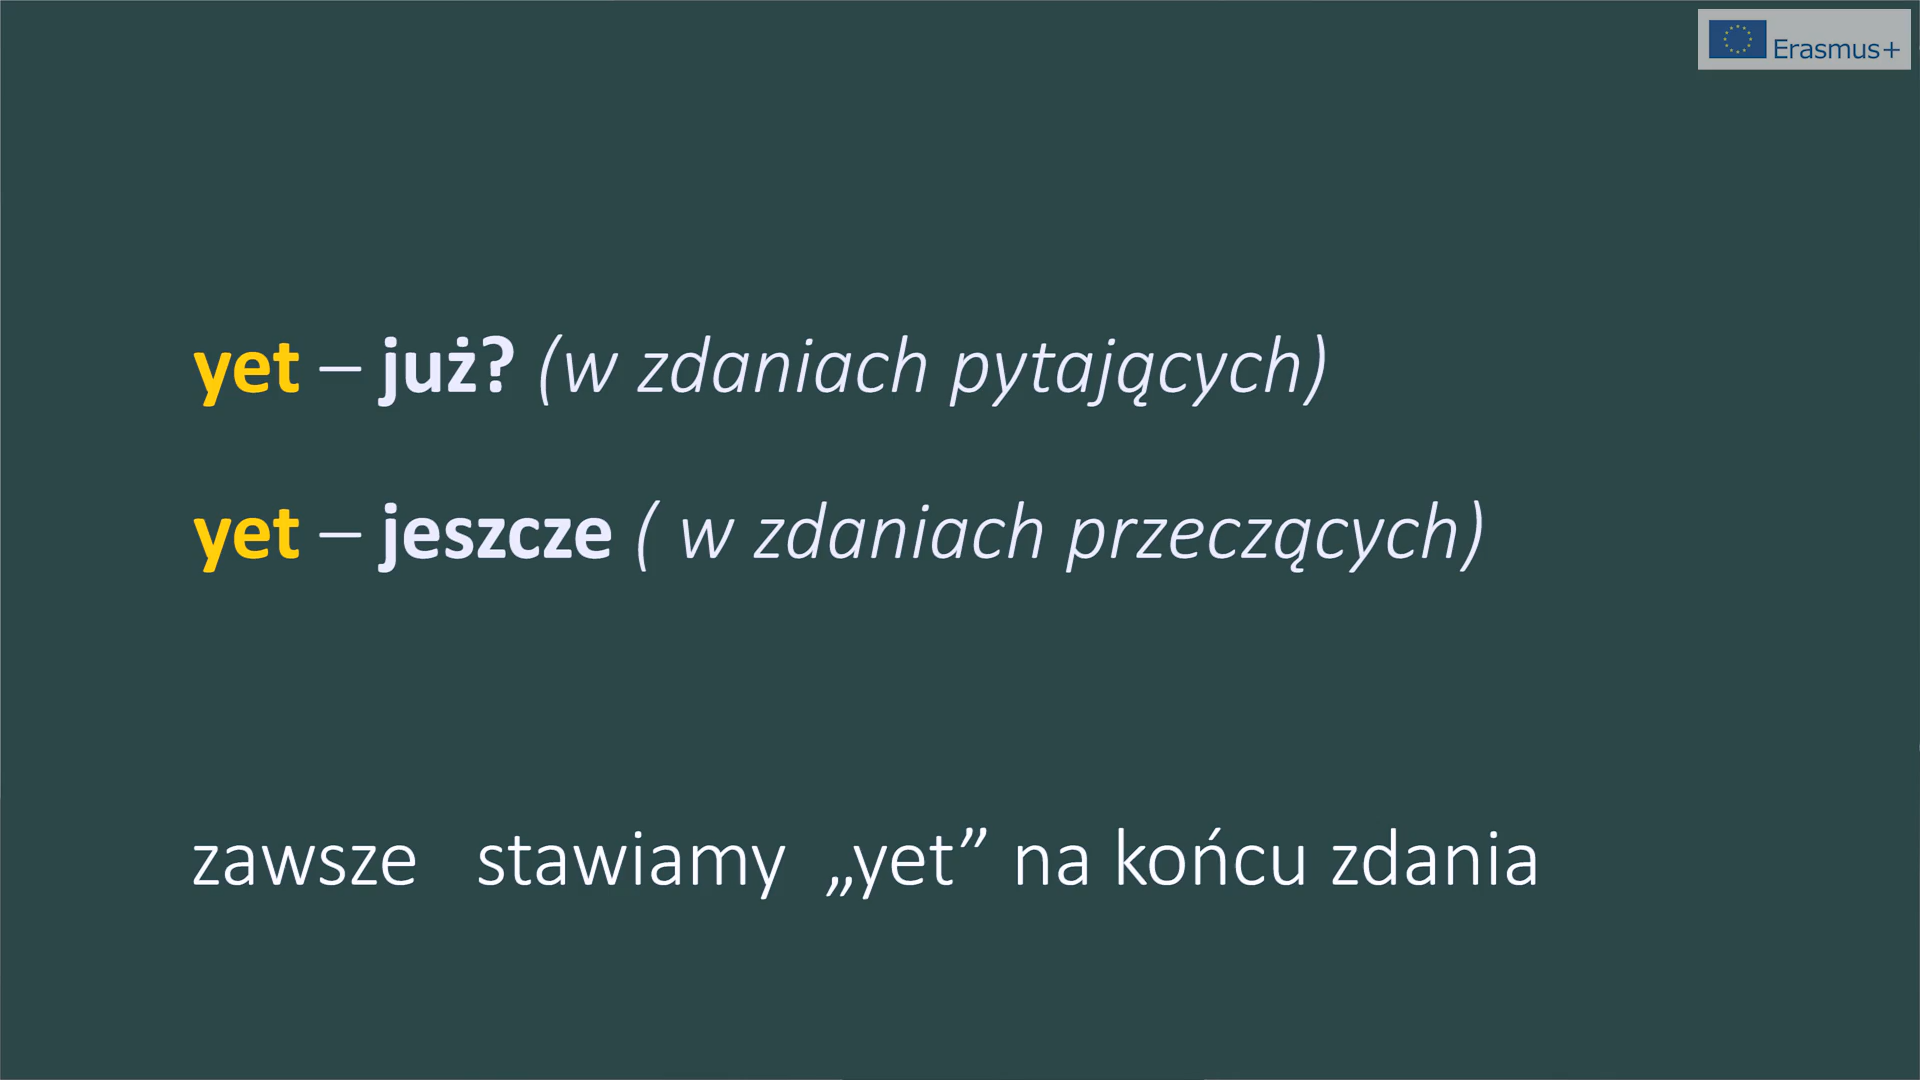 Erasmus+
yet – już? (w zdaniach pytających)
yet – jeszcze ( w zdaniach przeczących)
zawsze stawiamy „yet” na końcu zdania